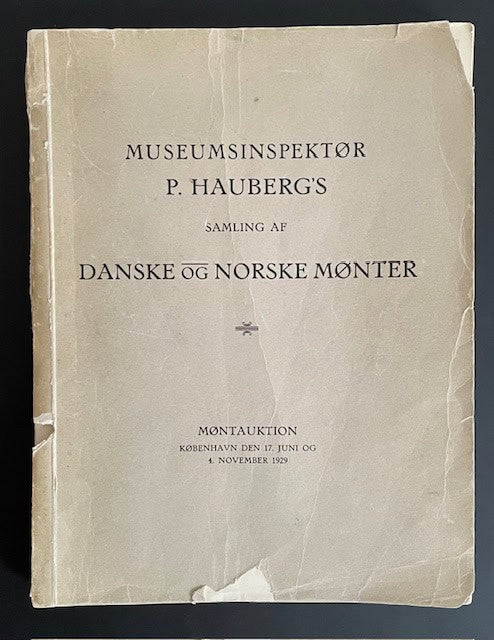 MUSEUMSINSPEKTØR
P. HAUBERG'S
SAMLING AF
DANSKE OG NORSKE MØNTER
MØNTAUKTION
KØBENHAVN DEN 17. JUNI OG
4. NOVEMBER 1929